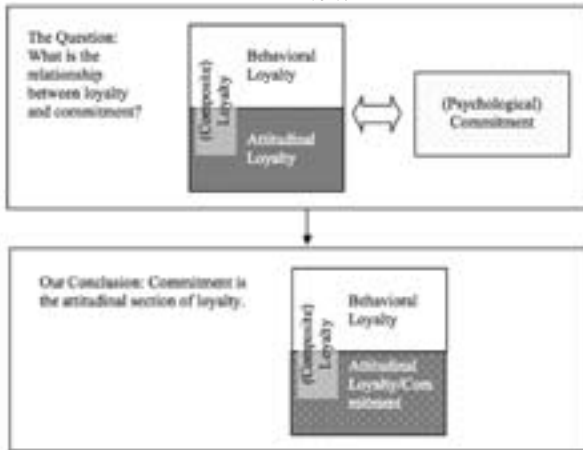 The Question:
What is the
relationship
between loyalty
and commitment?
(Composite)
Loyalty
Behavioral
Loyalty
Attitudinal
Loyalty
(Psychological)
Commitment
Our Conclusion: Commitment is
the attitudinal section of loyalty.
(Composite)
Loyalty
Behavioral
Loyalty
Attitudinal
Loyalty/Com
mitment